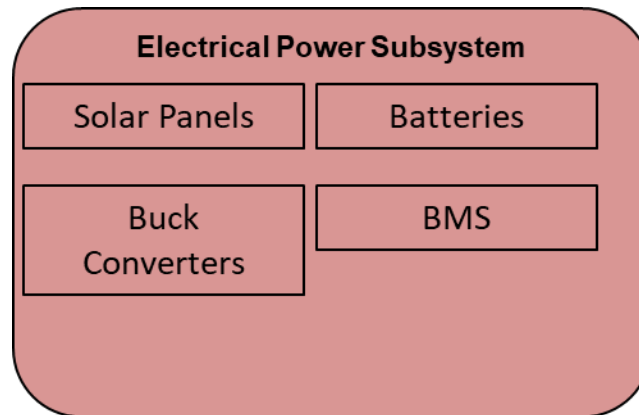 Electrical Power Subsystem
Solar Panels
Batteries
Buck
Converters
BMS